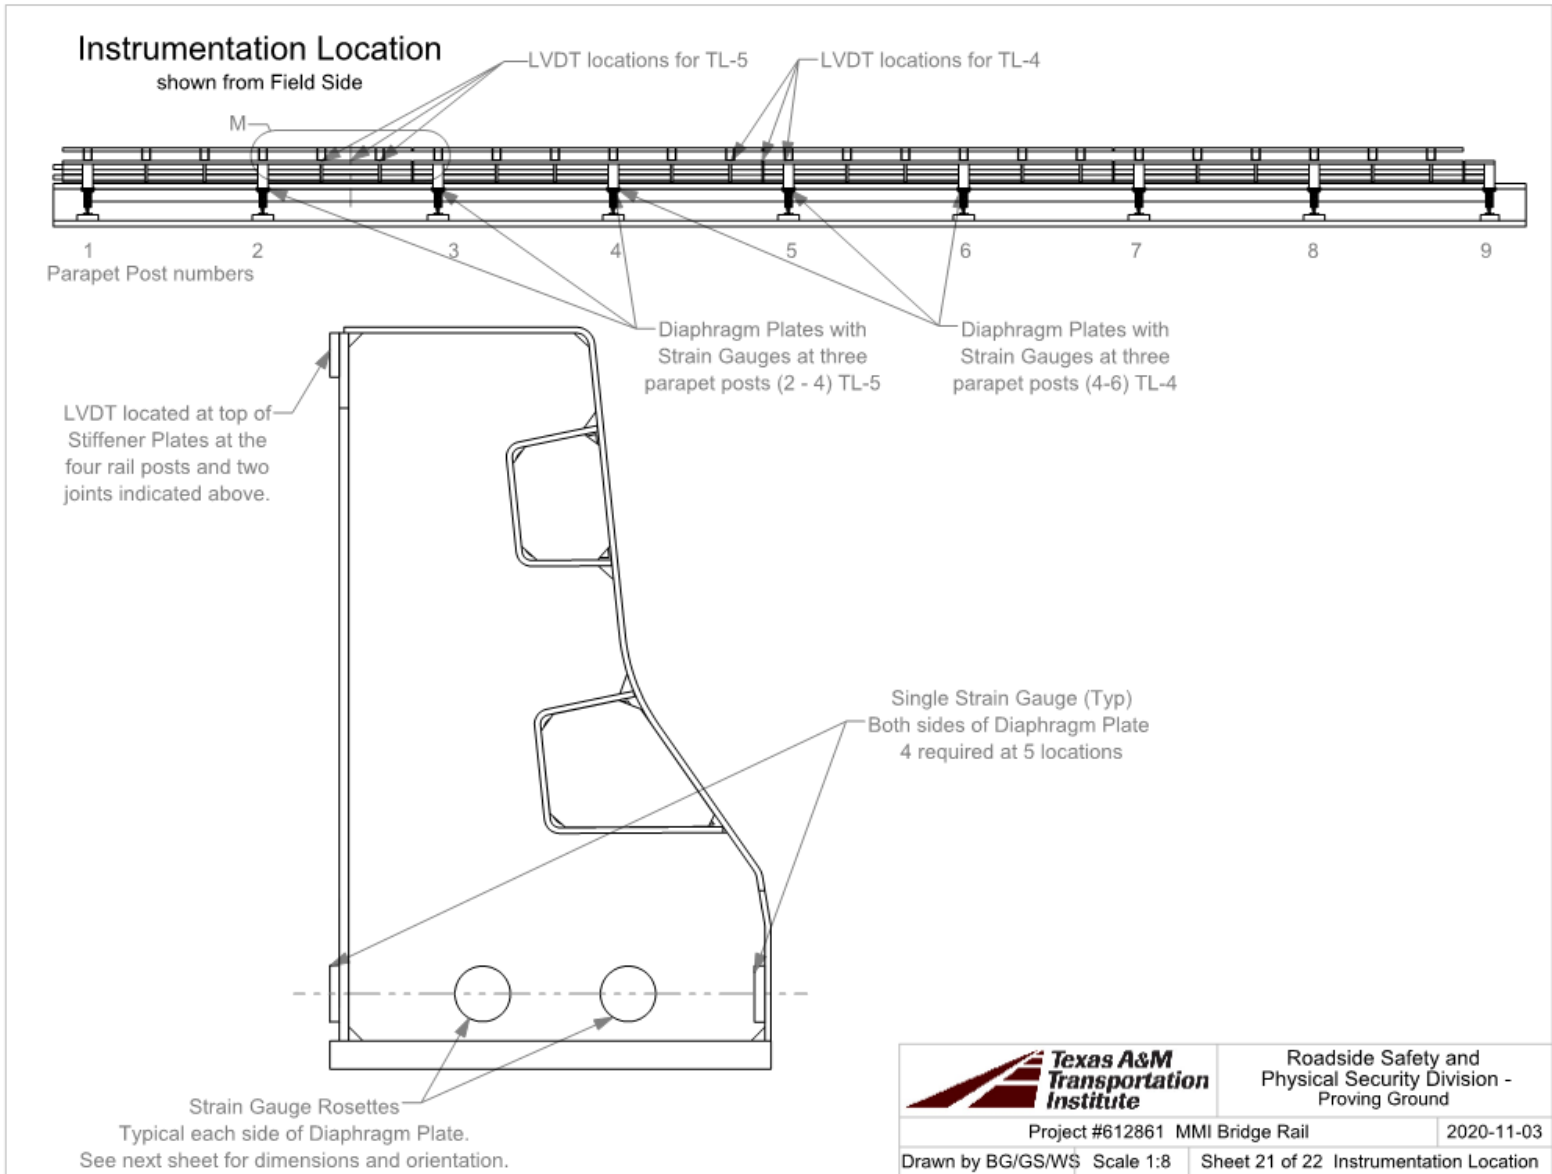 Instrumentation Location
shown from Field Side
LVDT locations for TL-5
LVDT locations for TL-4
M
1
2
3
4
5
6
7
8
9
Parapet Post numbers
Diaphragm Plates with
Strain Gauges at three
parapet posts (2 - 4) TL-5
Diaphragm Plates with
Strain Gauges at three
parapet posts (4-6) TL-4
LVDT located at top of
Stiffener Plates at the
four rail posts and two
joints indicated above.
Single Strain Gauge (Typ)
Both sides of Diaphragm Plate
4 required at 5 locations
Strain Gauge Rosettes
Typical each side of Diaphragm Plate.
See next sheet for dimensions and orientation.
Texas A&M
Transportation
Institute
Roadside Safety and
Physical Security Division -
Proving Ground
Project #612861 MMI Bridge Rail
2020-11-03
Drawn by BG/GS/WS
Scale 1:8
Sheet 21 of 22 Instrumentation Location